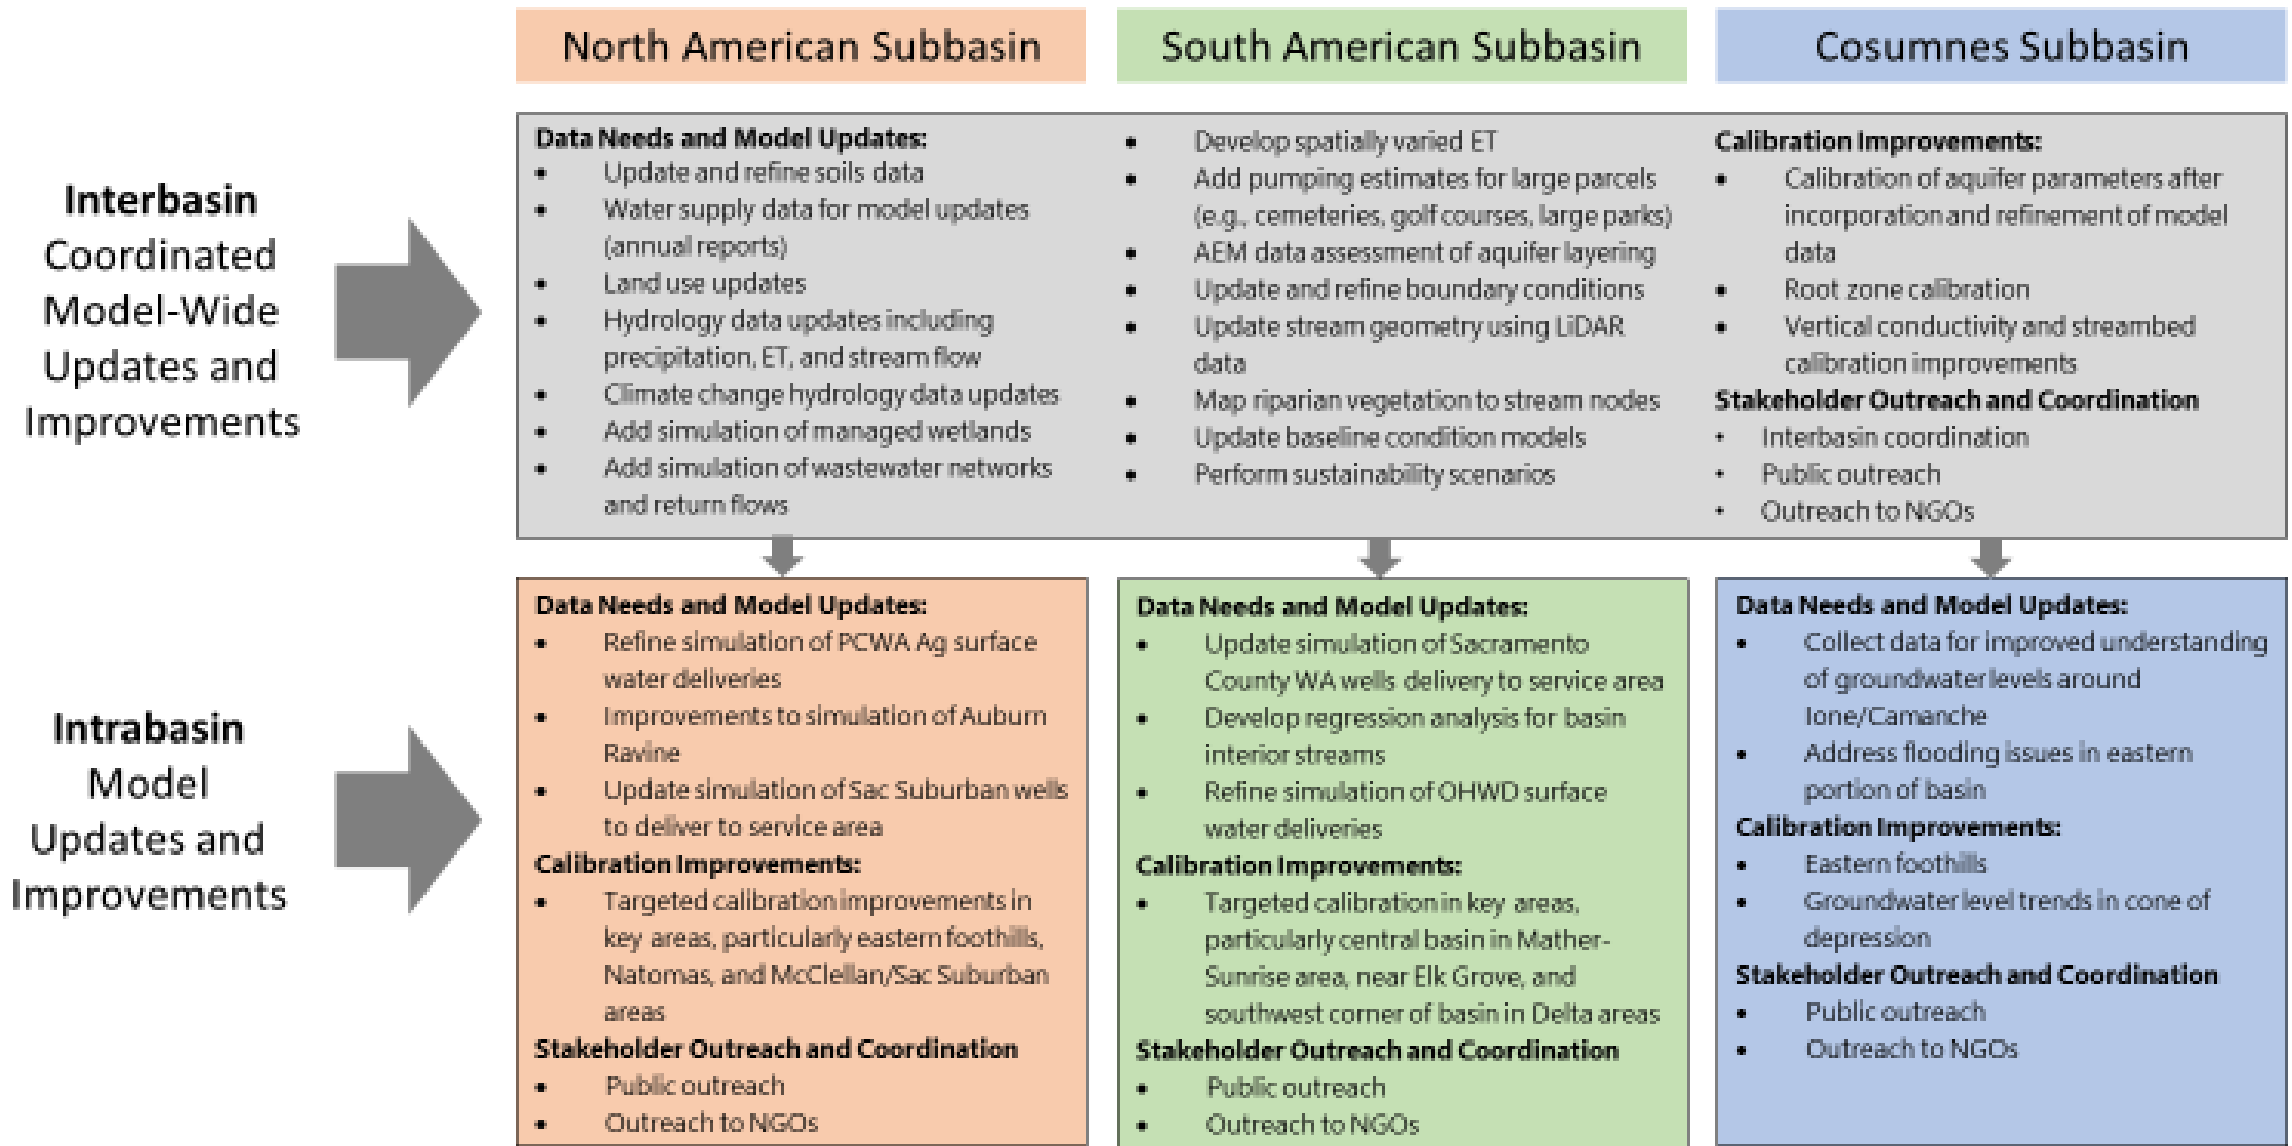 North American Subbasin
South American Subbasin
Cosumnes Subbasin
Interbasin
Coordinated
Model-Wide
Updates and
Improvements
Data Needs and Model Updates:
• Update and refine soils data
• Water supply data for model updates
(annual reports)
• Land use updates
• Hydrology data updates including
precipitation, ET, and stream flow
• Climate change hydrology data updates
• Add simulation of managed wetlands
• Add simulation of wastewater networks
and return flows
• Develop spatially varied ET
• Add pumping estimates for large parcels
(e.g., cemeteries, golf courses, large parks)
• AEM data assessment of aquifer layering
• Update and refine boundary conditions
• Update stream geometry using LiDAR
data
• Map riparian vegetation to stream nodes
• Update baseline condition models
• Perform sustainability scenarios
Calibration Improvements:
• Calibration of aquifer parameters after
incorporation and refinement of model
data
• Root zone calibration
• Vertical conductivity and streambed
calibration improvements
Stakeholder Outreach and Coordination
• Interbasin coordination
• Public outreach
• Outreach to NGOs
Intrabasin
Model
Updates and
Improvements
Data Needs and Model Updates:
• Refine simulation of PCWA Ag surface
water deliveries
• Improvements to simulation of Auburn
Ravine
• Update simulation of Sac Suburban wells
to deliver to service area
Calibration Improvements:
• Targeted calibration improvements in
key areas, particularly eastern foothills,
Natomas, and McClellan/Sac Suburban
areas
Stakeholder Outreach and Coordination
• Public outreach
• Outreach to NGOs
Data Needs and Model Updates:
• Update simulation of Sacramento
County WA wells delivery to service area
• Develop regression analysis for basin
interior streams
• Refine simulation of OHWD surface
water deliveries
Calibration Improvements:
• Targeted calibration in key areas,
particularly central basin in Mather-
Sunrise area, near Elk Grove, and
southwest corner of basin in Delta areas
Stakeholder Outreach and Coordination
• Public outreach
• Outreach to NGOs
Data Needs and Model Updates:
• Collect data for improved understanding
of groundwater levels around
Ione/Camanche
• Address flooding issues in eastern
portion of basin
Calibration Improvements:
• Eastern foothills
• Groundwater level trends in cone of
depression
Stakeholder Outreach and Coordination
• Public outreach
• Outreach to NGOs